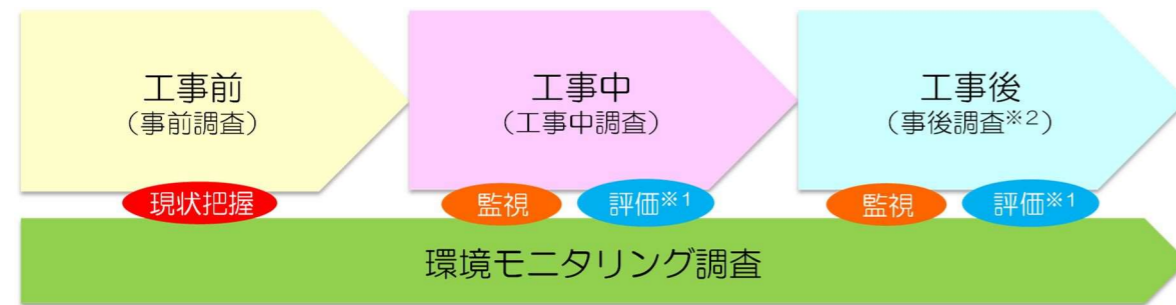 工事前
（事前調査）
工事中
（工事中調査）
工事後
（事後調査※2）
現状把握
監視
評価※1
監視
評価※1
環境モニタリング調査